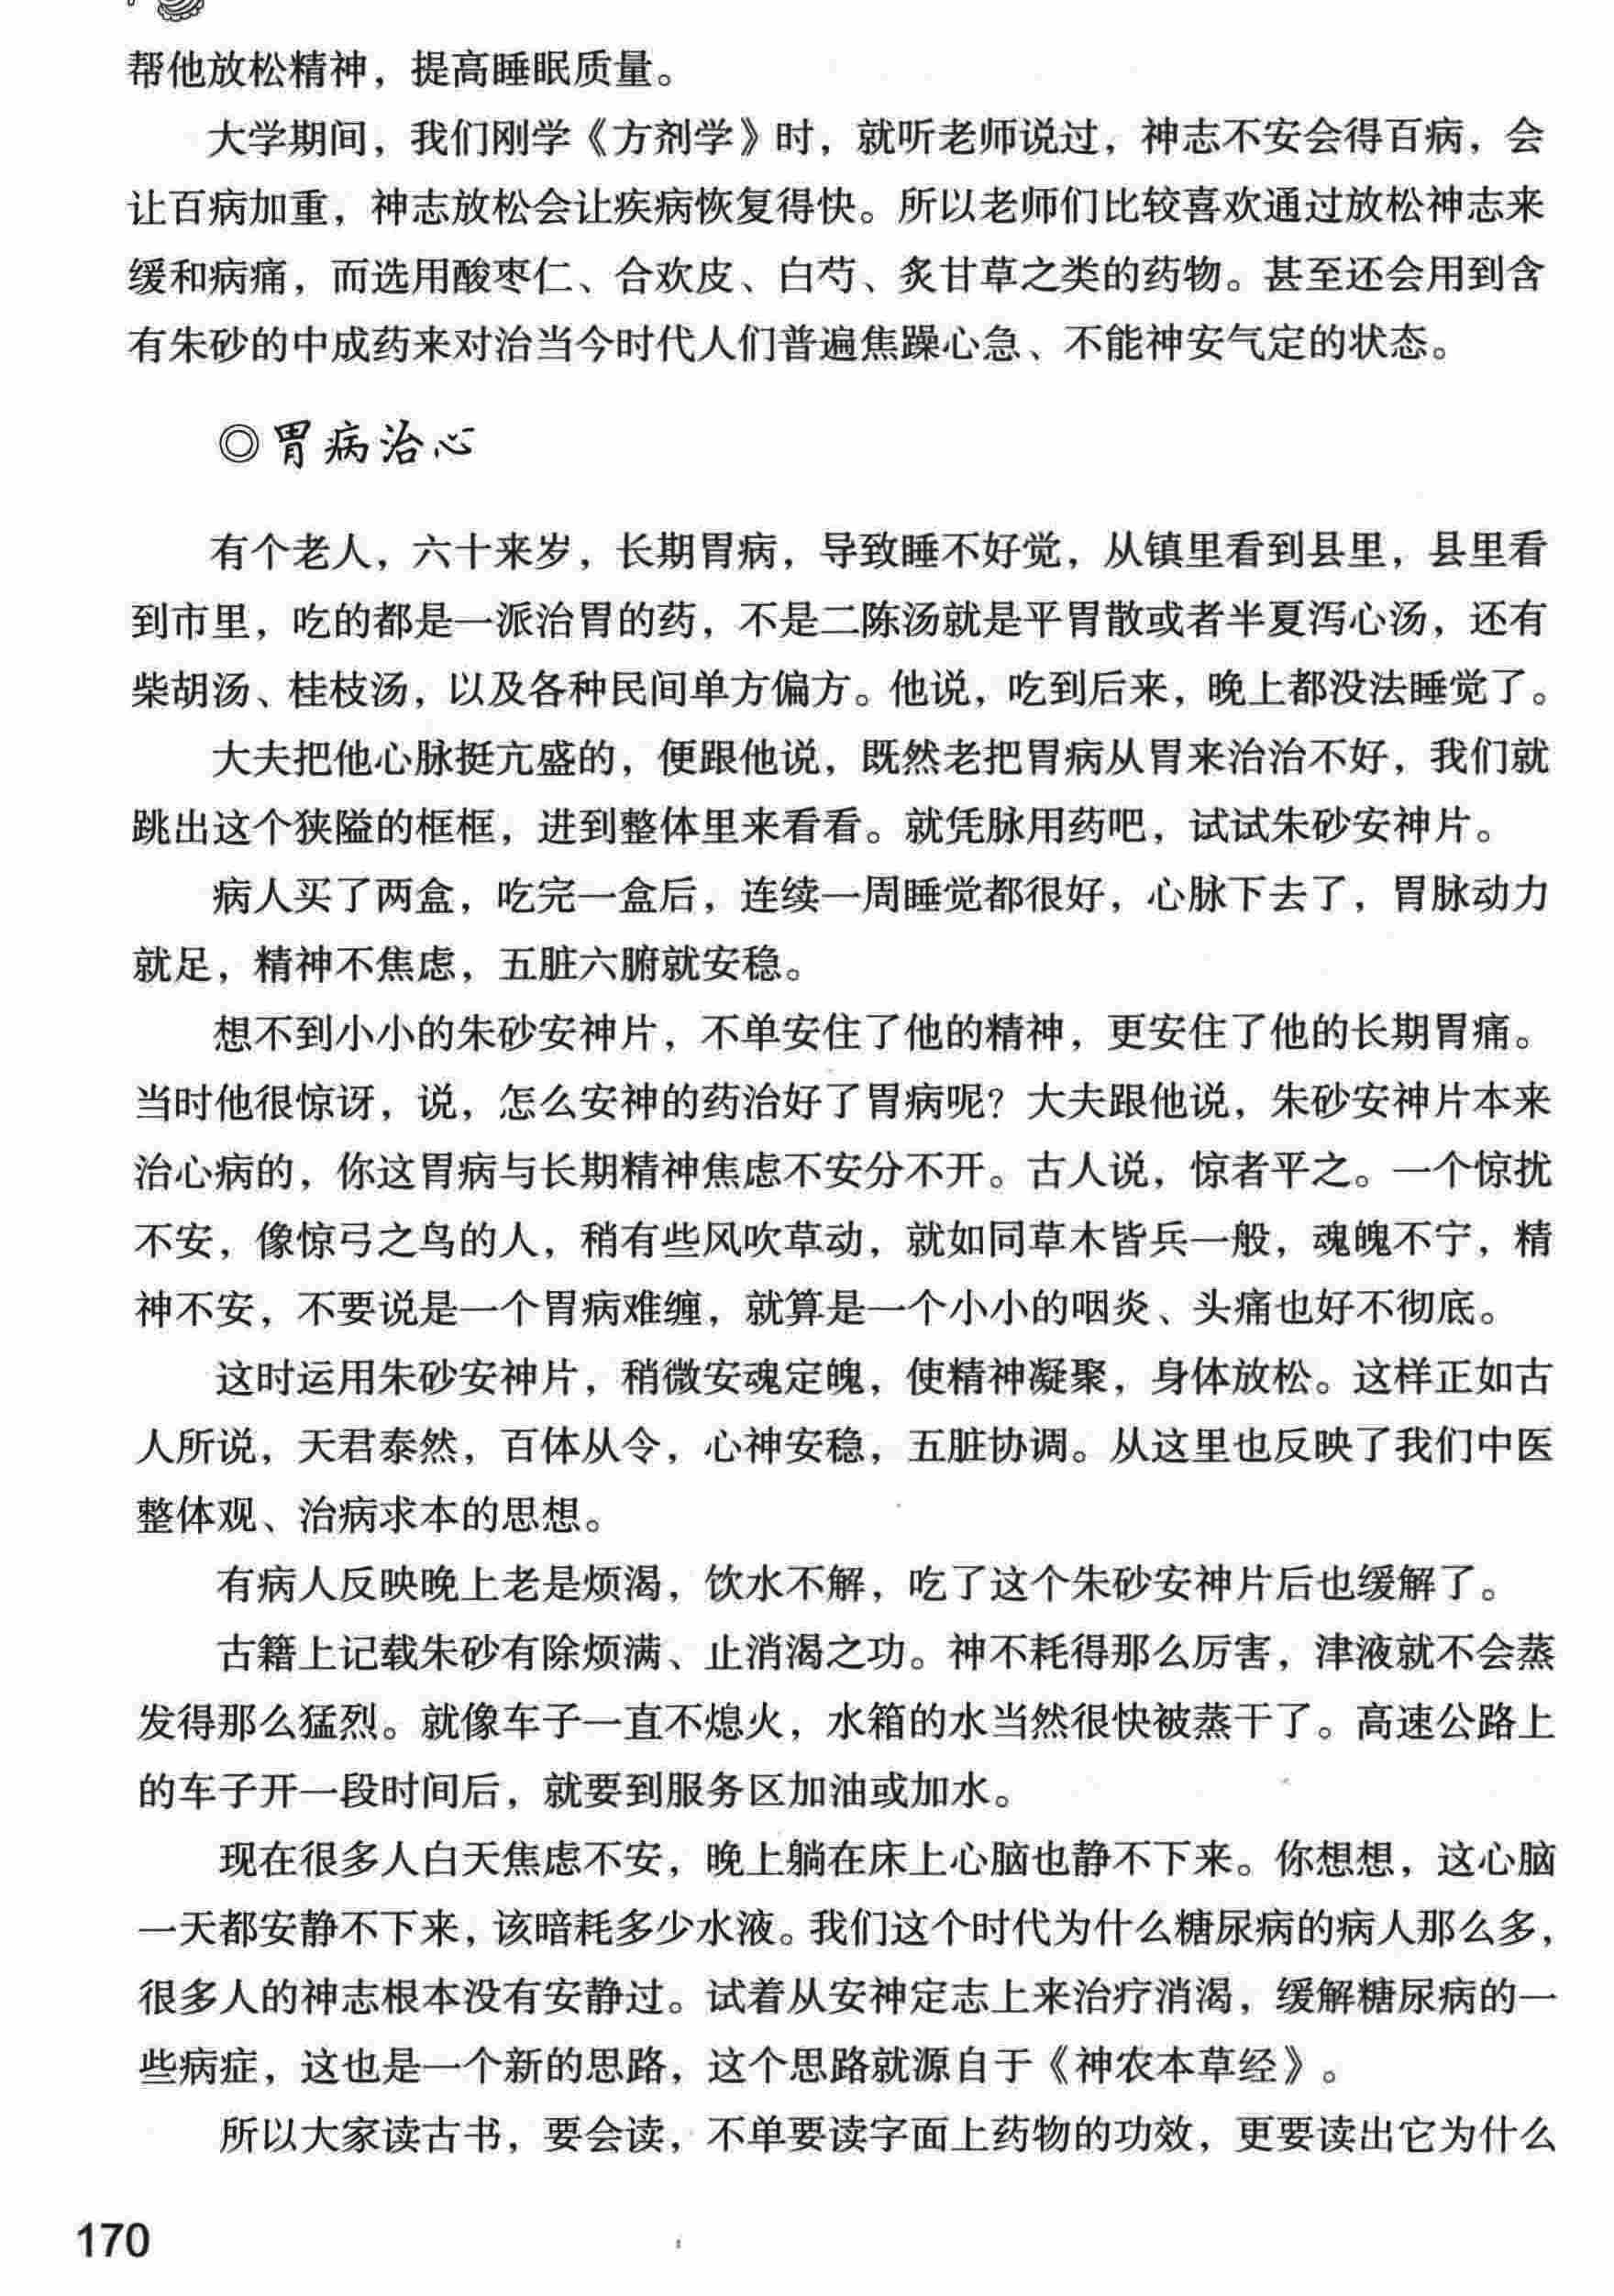 帮他放松精神，提高睡眠质量。
大学期间，我们刚学《方剂学》时，就听老师说过，神志不安会得百病，会
让百病加重，神志放松会让疾病恢复得快。所以老师们比较喜欢通过放松神志来
缓和病痛，而选用酸枣仁、合欢皮、白芍、炙甘草之类的药物。甚至还会用到含
有朱砂的中成药来对治当今时代人们普遍焦躁心急、不能神安气定的状态。
◎胃病治心
有个老人，六十来岁，长期胃病，导致睡不好觉，从镇里看到县里，县里看
到市里，吃的都是一派治胃的药，不是二陈汤就是平胃散或者半夏泻心汤，还有
柴胡汤、桂枝汤，以及各种民间单方偏方。他说，吃到后来，晚上都没法睡觉了。
大夫把他心脉挺亢盛的，便跟他说，既然老把胃病从胃来治治不好，我们就
跳出这个狭隘的框框，进到整体里来看看。就凭脉用药吧，试试朱砂安神片。
病人买了两盒，吃完一盒后，连续一周睡觉都很好，心脉下去了，胃脉动力
就足，精神不焦虑，五脏六腑就安稳。
想不到小小的朱砂安神片，不单安住了他的精神，更安住了他的长期胃痛。
当时他很惊讶，说，怎么安神的药治好了胃病呢？大夫跟他说，朱砂安神片本来
治心病的，你这胃病与长期精神焦虑不安分不开。古人说，惊者平之。一个惊扰
不安，像惊弓之鸟的人，稍有些风吹草动，就如同草木皆兵一般，魂魄不宁，精
神不安，不要说是一个胃病难缠，就算是一个小小的咽炎、头痛也好不彻底。
这时运用朱砂安神片，稍微安魂定魄，使精神凝聚，身体放松。这样正如古
人所说，天君泰然，百体从令，心神安稳，五脏协调。从这里也反映了我们中医
整体观、治病求本的思想。
有病人反映晚上老是烦渴，饮水不解，吃了这个朱砂安神片后也缓解了。
古籍上记载朱砂有除烦满、止消渴之功。神不耗得那么厉害，津液就不会蒸
发得那么猛烈。就像车子一直不熄火，水箱的水当然很快被蒸干了。高速公路上
的车子开一段时间后，就要到服务区加油或加水。
现在很多人白天焦虑不安，晚上躺在床上心脑也静不下来。你想想，这心脑
一天都安静不下来，该暗耗多少水液。我们这个时代为什么糖尿病的病人那么多，
很多人的神志根本没有安静过。试着从安神定志上来治疗消渴，缓解糖尿病的一
些病症，这也是一个新的思路，这个思路就源自于《神农本草经》。
所以大家读古书，要会读，不单要读字面上药物的功效，更要读出它为什么
170